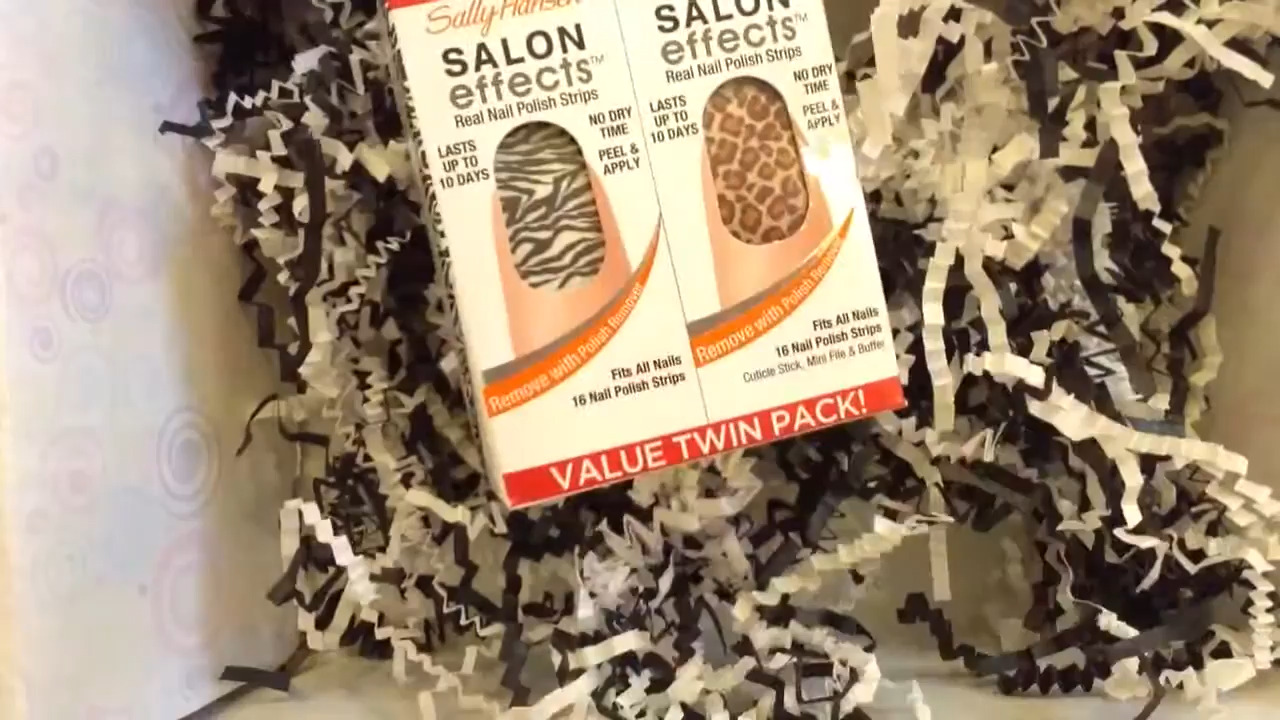 Sally Hansen
SALON
effects™
Real Nail Polish Strips
LASTS
UP TO
10 DAYS
NO DRY
TIME
PEEL &
APPLY
Remove with Polish Remover
Fits All Nails
16 Nail Polish Strips
SALON
effects™
Real Nail Polish Strips
LASTS
UP TO
10 DAYS
NO DRY
TIME
PEEL &
APPLY
Remove with Polish Remover
Fits All Nails
16 Nail Polish Strips
Cuticle Stick, Mini File & Buffer
VALUE TWIN PACK!